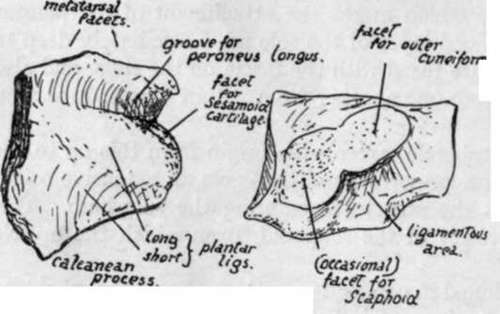 metatarsal
facets.
groove for
peroneus longus.
facet
for
Sesamoid
cartilage.
long
short
plantar
ligs.
Calcanean
process.
facet
for outer
Cuneiform
ligamentous
area.
(occasional)
facet for
Scaphoid